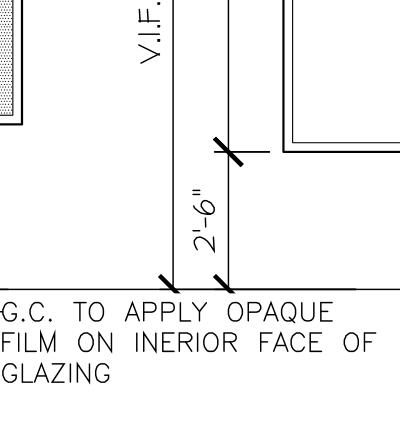 V.I.F.
2'-6"
G.C. TO APPLY OPAQUE
FILM ON INERIOR FACE OF
GLAZING